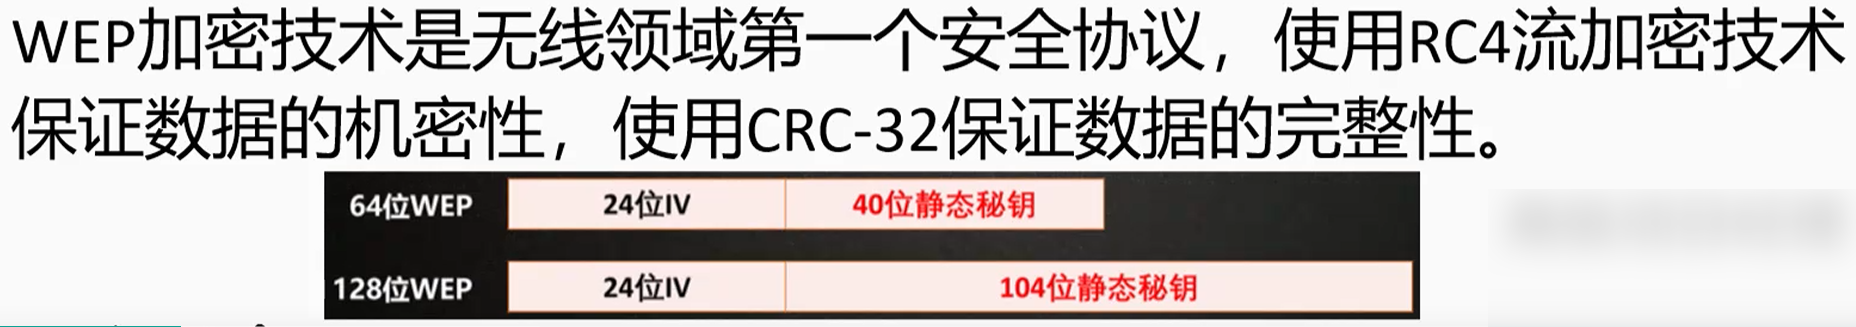 WEP加密技术是无线领域第一个安全协议，使用RC4流加密技术
保证数据的机密性，使用CRC-32保证数据的完整性。
64位WEP 24位IV 40位静态秘钥
128位WEP 24位IV 104位静态秘钥